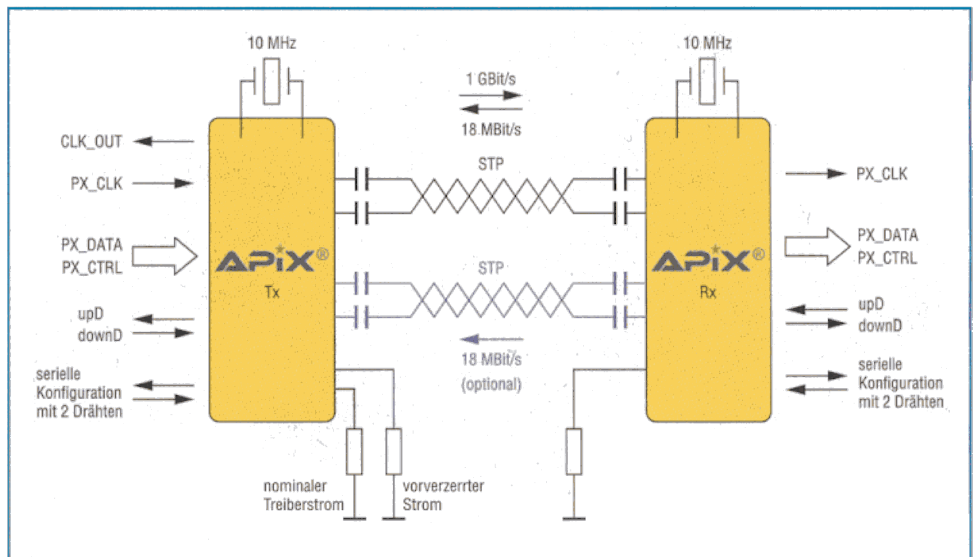 10 MHz
10 MHz
1 GBit/s
18 MBit/s
CLK_OUT
PX_CLK
PX_DATA
PX_CTRL
upD
downD
serielle
Konfiguration
mit 2 Drähten
APiX®
Tx
STP
STP
18 MBit/s
(optional)
APiX®
Rx
PX_CLK
PX_DATA
PX_CTRL
upD
downD
serielle
Konfiguration
mit 2 Drähten
nominaler
Treiberstrom
vorverzerrter
Strom